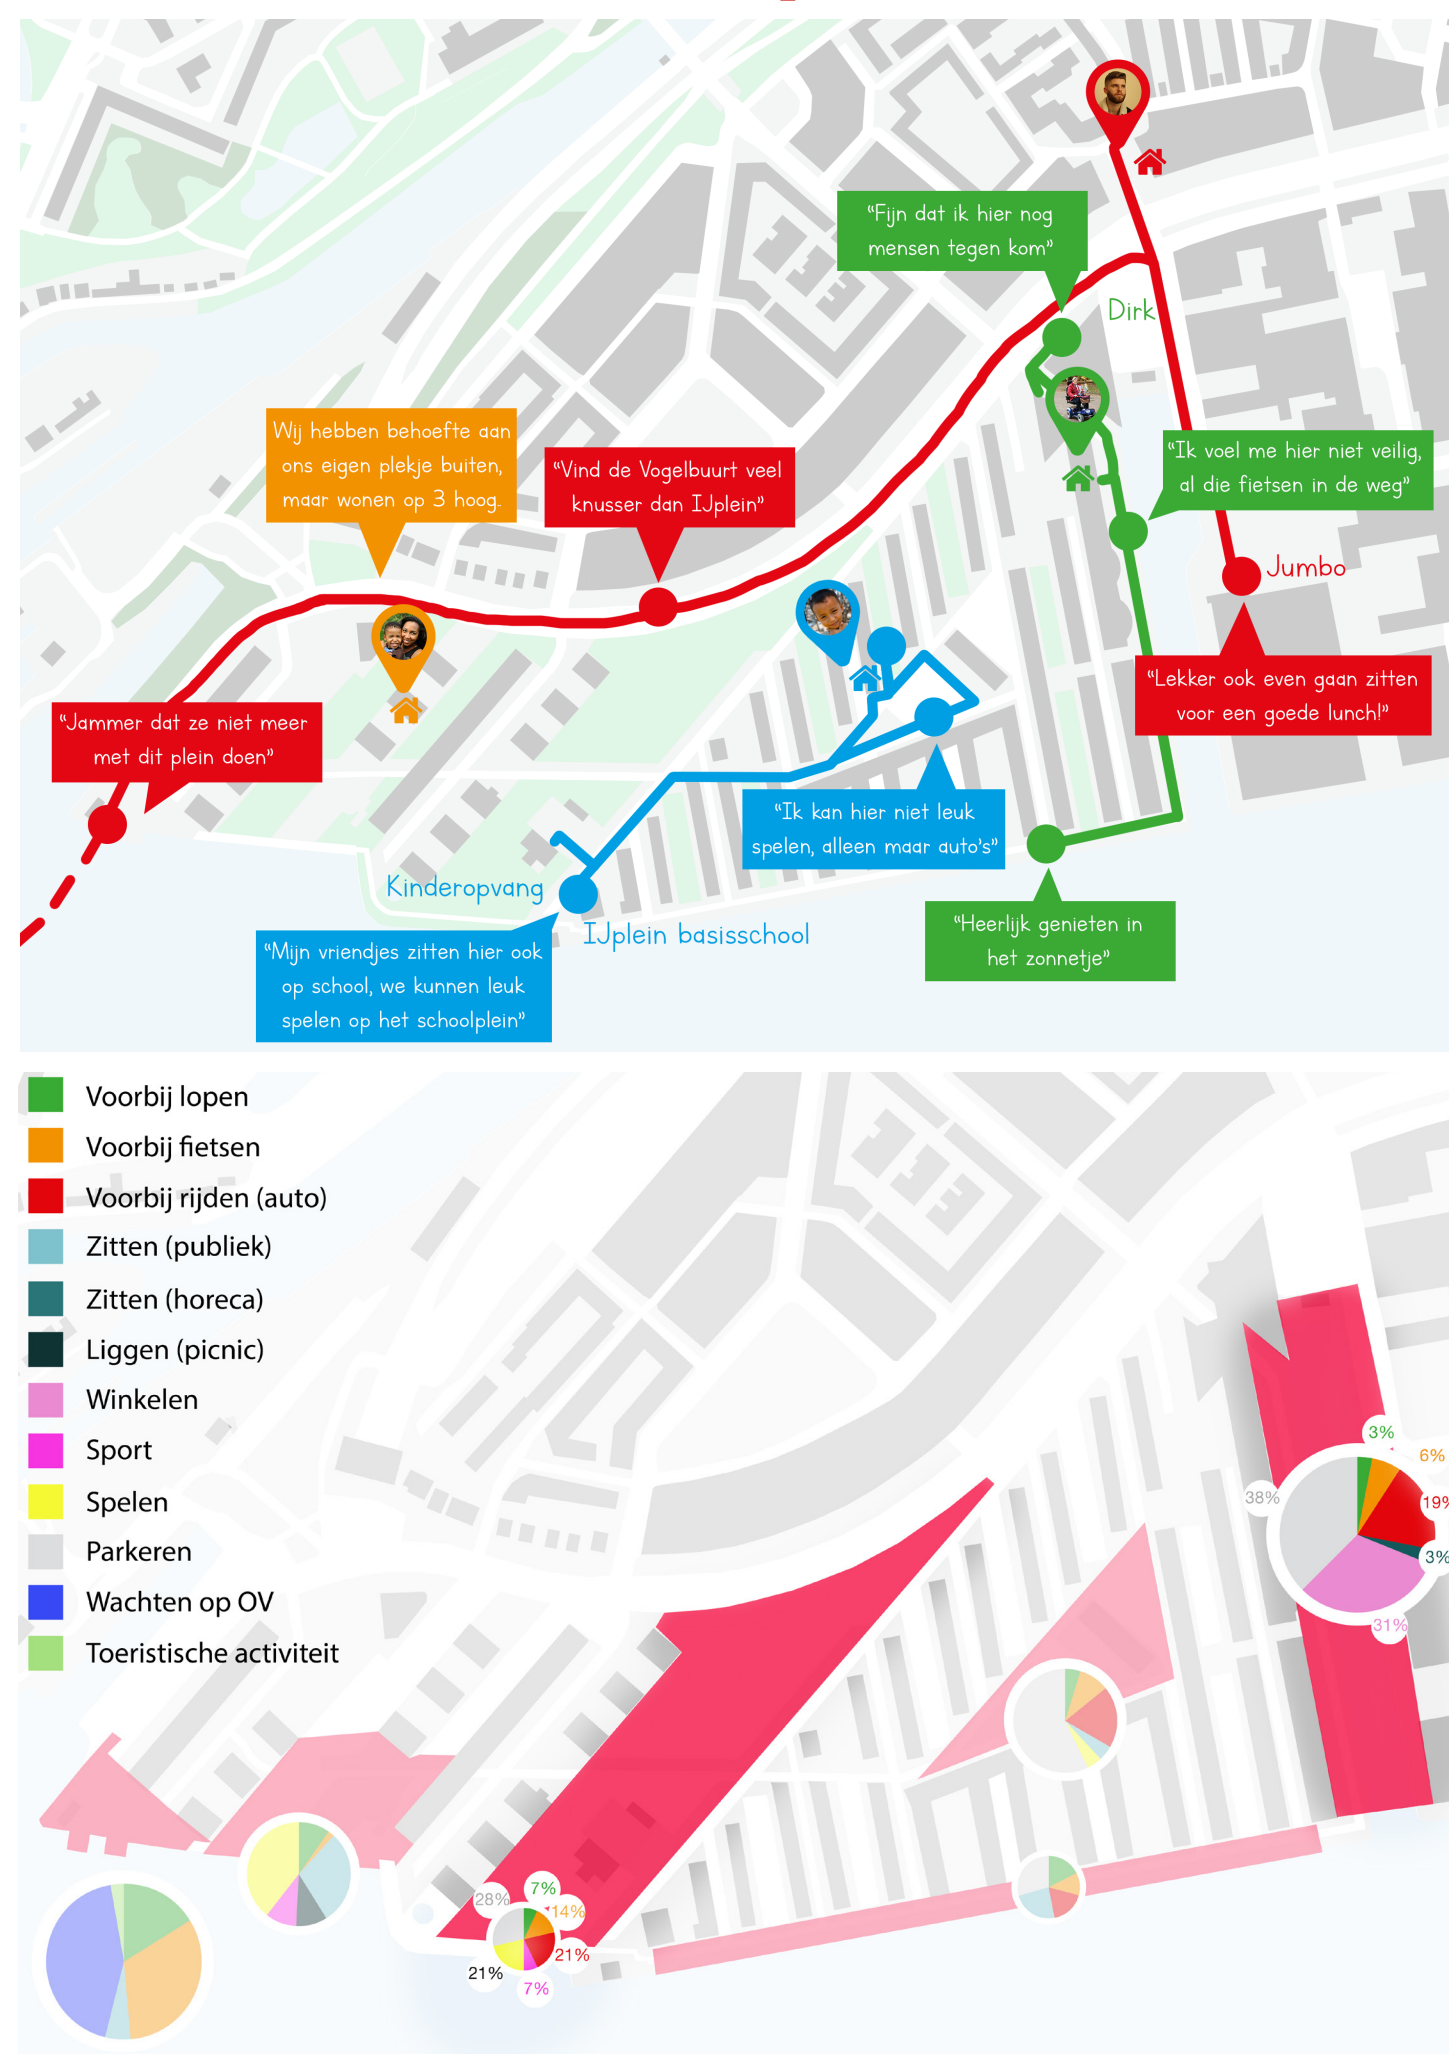 “Fijn dat ik hier nog
mensen tegen kom”
Dirk
Wij hebben behoefte aan
ons eigen plekje buiten,
maar wonen op 3 hoog.
“Vind de Vogelbuurt veel
knusser dan IJplein”
“Ik voel me hier niet veilig,
al die fietsen in de weg”
Jumbo
“Lekker ook even gaan zitten
voor een goede lunch!”
“Jammer dat ze niet meer
met dit plein doen”
“Ik kan hier niet leuk
spelen, alleen maar auto's”
Kinderopvang
IJplein basisschool
“Heerlijk genieten in
het zonnetje”
“Mijn vriendjes zitten hier ook
op school, we kunnen leuk
spelen op het schoolplein”
Voorbij lopen
Voorbij fietsen
Voorbij rijden (auto)
Zitten (publiek)
Zitten (horeca)
Liggen (picnic)
Winkelen
Sport
Spelen
Parkeren
Wachten op OV
Toeristische activiteit
3%
6%
38%
19%
3%
31%
7%
28%
14%
21%
21%
7%